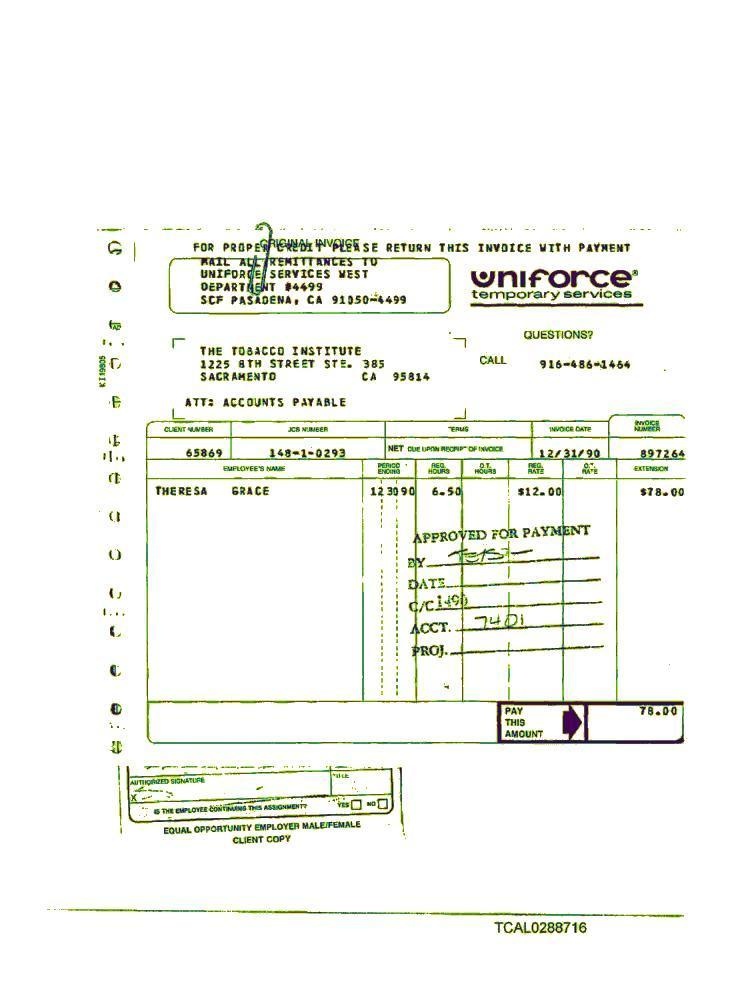 ORIGINAL INVOICE
FOR PROPER CREDIT PLEASE RETURN THIS INVOICE WITH PAYMENT
MAIL ALL REMITTANCES TO
UNIFORCE SERVICES WEST
DEPARTMENT #4499
SCF PASADENA, CA 91050-4499
uniforce®
temporary services
QUESTIONS?
CALL 916-486-1464
THE TOBACCO INSTITUTE
1225 8TH STREET STE. 385
SACRAMENTO CA 95814
ATT: ACCOUNTS PAYABLE
KI19805
CLIENT NUMBER JOB NUMBER TERMS INVOICE DATE INVOICE NUMBER
65869 148-1-0293 NET DUE UPON RECEIPT OF INVOICE 12/31/90 897264
EMPLOYEE'S NAME PERIOD ENDING REG. HOURS O.T. HOURS REG. RATE O.T. RATE EXTENSION
THERESA GRACE 12 30 90 6.50 $12.00 $78.00
APPROVED FOR PAYMENT
BY
DATE
C/C 1490
ACCT. 7401
PROJ.
PAY THIS AMOUNT 78.00
AUTHORIZED SIGNATURE TITLE
X
IS THE EMPLOYEE CONTINUING THIS ASSIGNMENT? YES NO
EQUAL OPPORTUNITY EMPLOYER MALE/FEMALE
CLIENT COPY
TCAL0288716